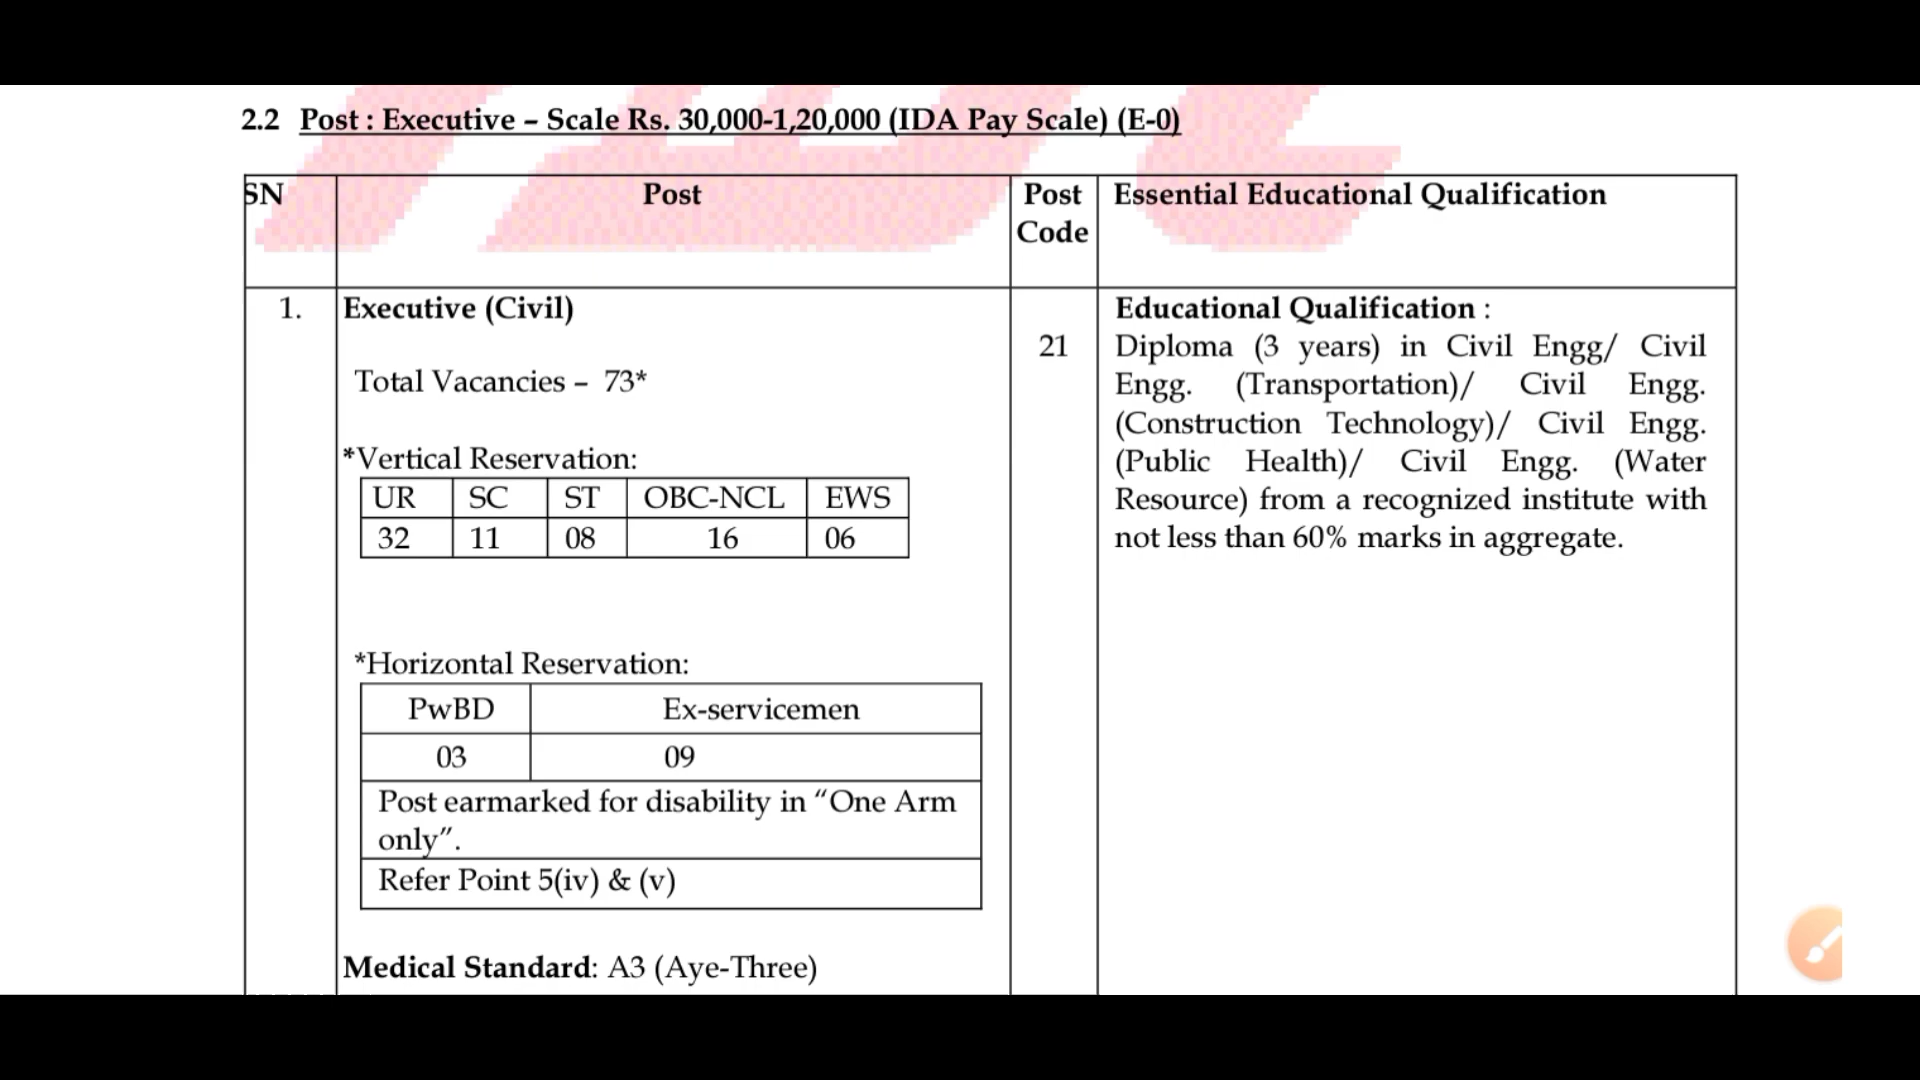 2.2 Post : Executive – Scale Rs. 30,000-1,20,000 (IDA Pay Scale) (E-0)
SN Post Post Code Essential Educational Qualification
1. Executive (Civil)
Total Vacancies – 73*
*Vertical Reservation:
UR SC ST OBC-NCL EWS
32 11 08 16 06
*Horizontal Reservation:
PwBD Ex-servicemen
03 09
Post earmarked for disability in “One Arm
only”.
Refer Point 5(iv) & (v)
Medical Standard: A3 (Aye-Three)
21
Educational Qualification :
Diploma (3 years) in Civil Engg/ Civil
Engg. (Transportation)/ Civil Engg.
(Construction Technology)/ Civil Engg.
(Public Health)/ Civil Engg. (Water
Resource) from a recognized institute with
not less than 60% marks in aggregate.